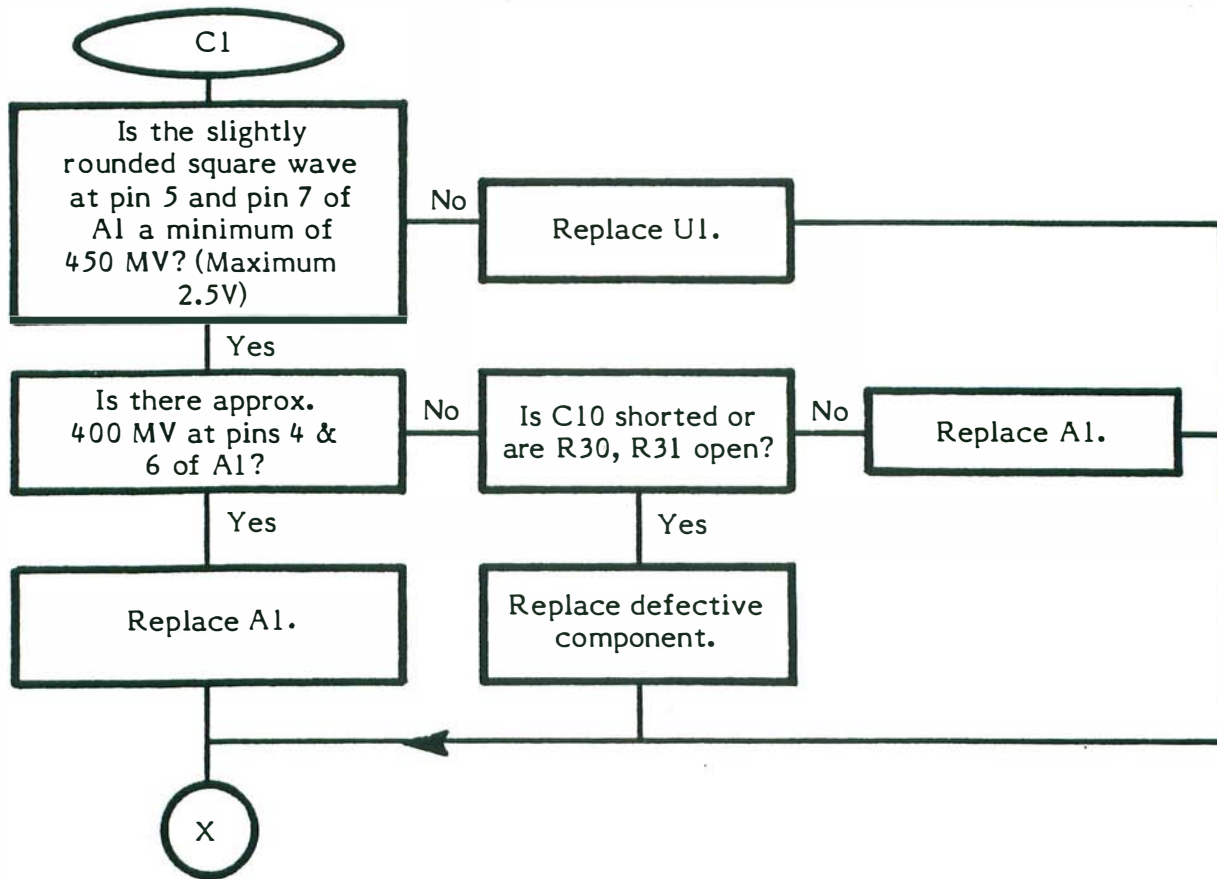 C1
Is the slightly
rounded square wave
at pin 5 and pin 7 of
A1 a minimum of
450 MV? (Maximum
2.5V)
No
Replace U1.
Yes
Is there approx.
400 MV at pins 4 &
6 of A1?
No
Is C10 shorted or
are R30, R31 open?
No
Replace A1.
Yes
Yes
Replace A1.
Replace defective
component.
X